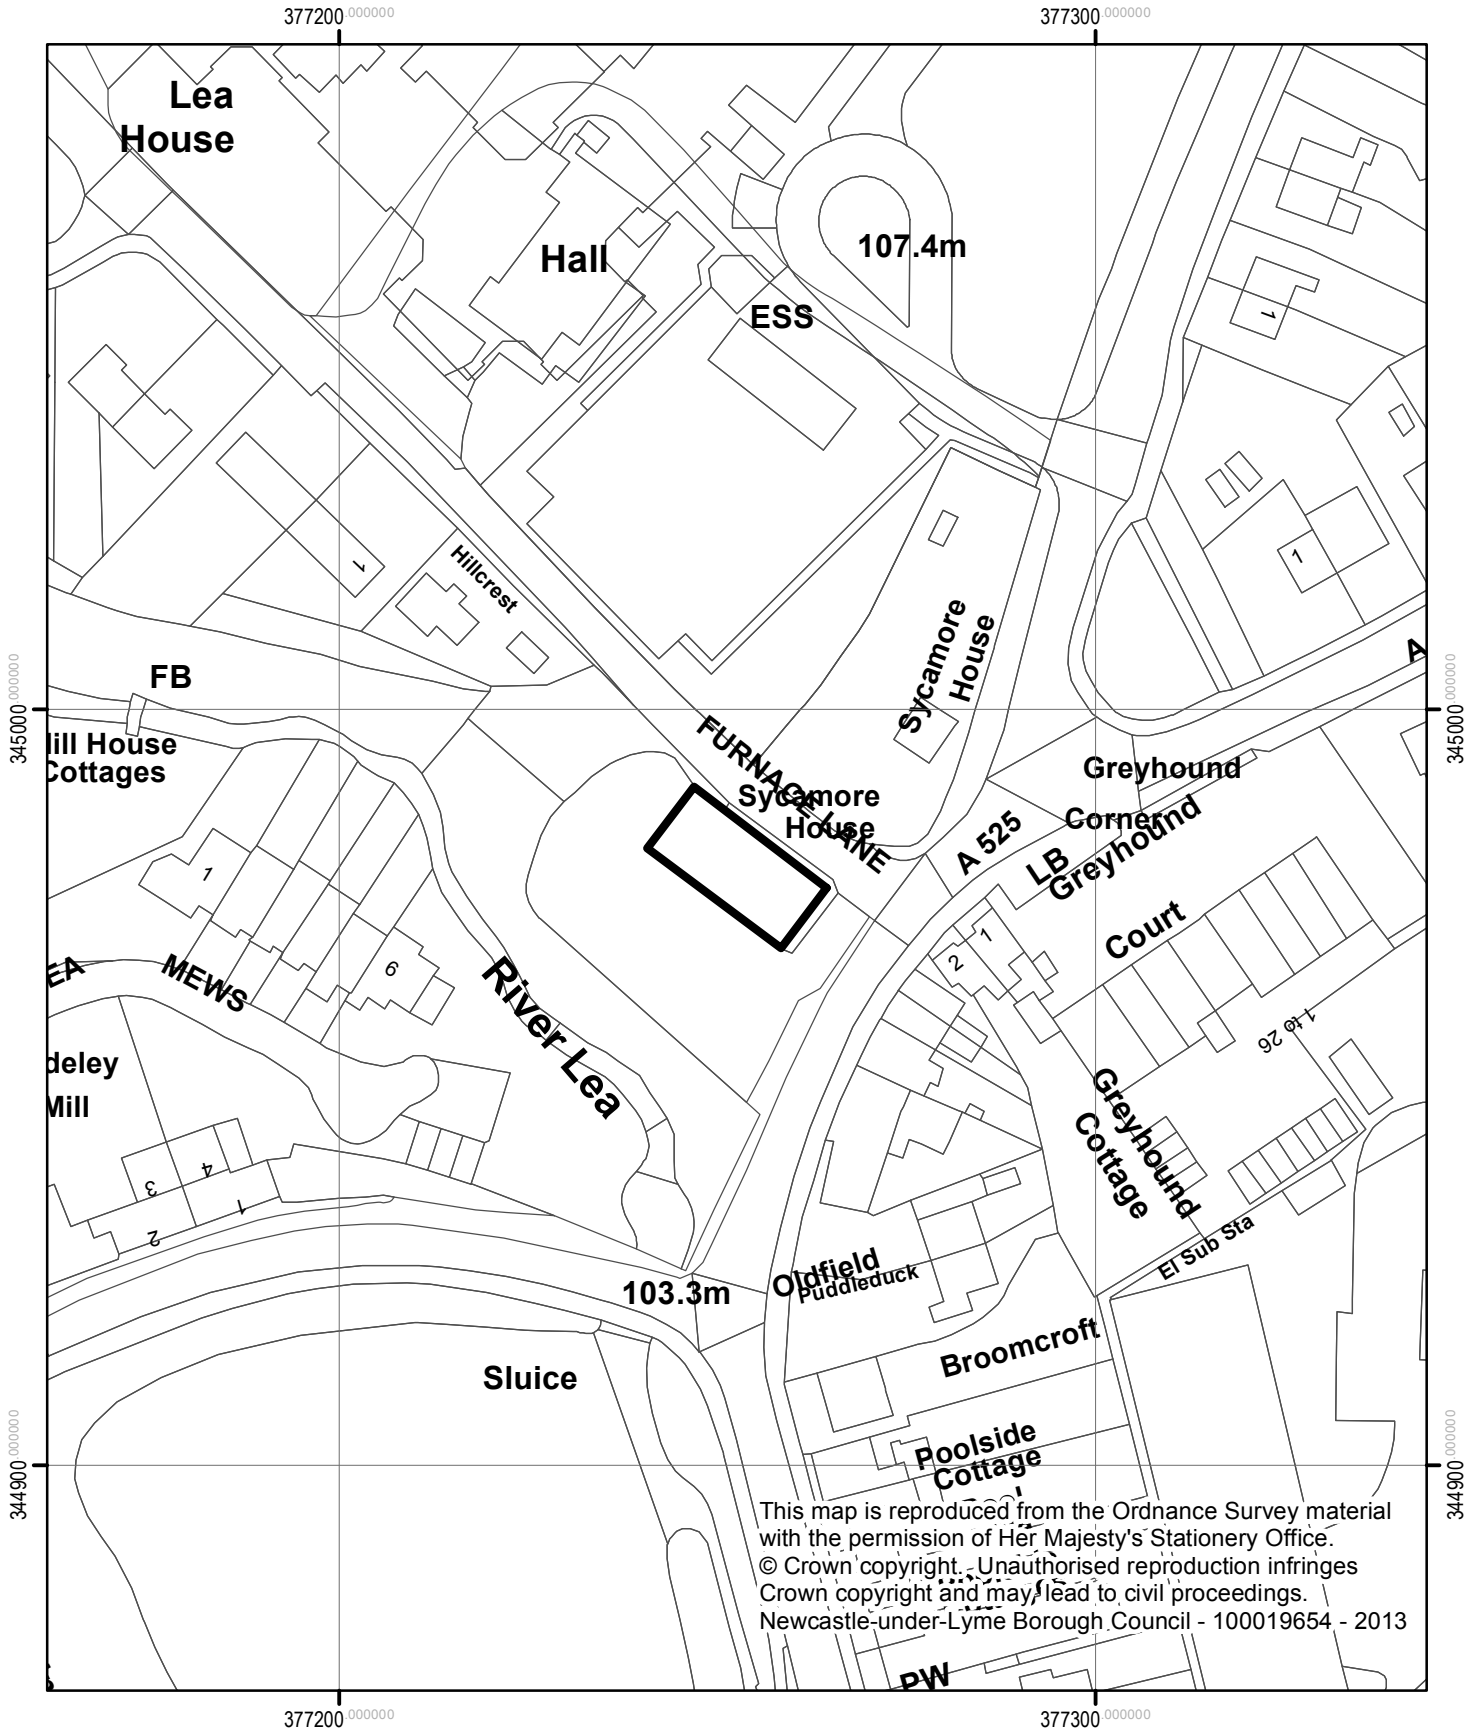 377200.000000
377300.000000
Lea
House
Hall
107.4m
ESS
1
Hillcrest
1
1
Sycamore
House
FB
A
345000.000000
345000.000000
ill House
Cottages
FURNACE LANE
Sycamore
House
Greyhound
Corner
A 525
LB
Greyhound
Court
1
6
1
2
EA
MEWS
River Lea
1 to 26
deley
Mill
Greyhound
Cottage
3
4
1
2
El Sub Sta
Oldfield
Puddleduck
103.3m
Broomcroft
Sluice
Poolside
Cottage
344900.000000
344900.000000
This map is reproduced from the Ordnance Survey material
with the permission of Her Majesty's Stationery Office.
© Crown copyright. Unauthorised reproduction infringes
Crown copyright and may lead to civil proceedings.
Newcastle-under-Lyme Borough Council - 100019654 - 2013
PW
377200.000000
377300.000000